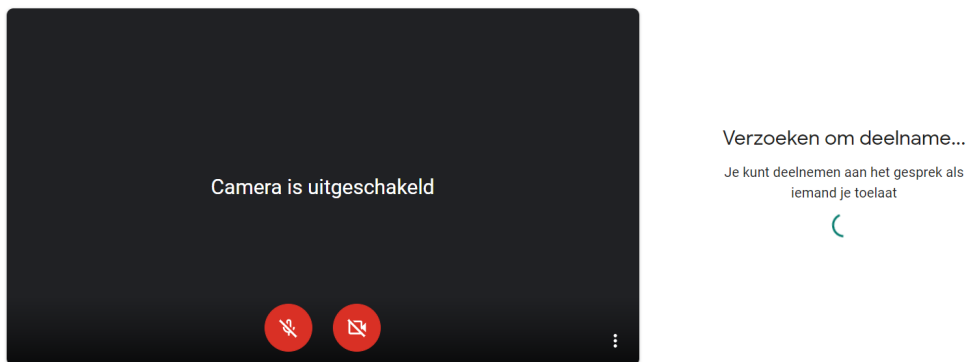 Camera is uitgeschakeld
Verzoeken om deelname...
Je kunt deelnemen aan het gesprek als
iemand je toelaat